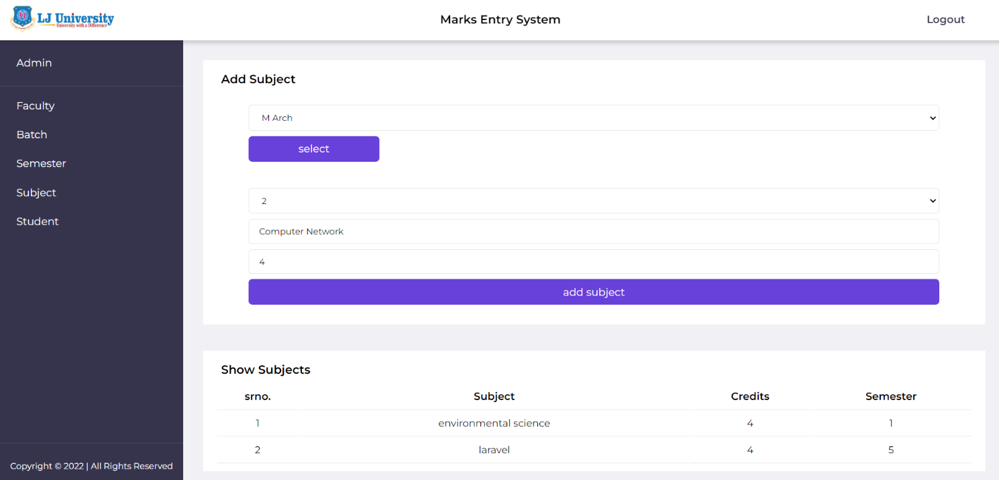 LJ University
University with a Difference
Marks Entry System
Logout
Admin
Faculty
Batch
Semester
Subject
Student
Copyright © 2022 | All Rights Reserved
Add Subject
M Arch
select
2
Computer Network
4
add subject
Show Subjects
srno. Subject Credits Semester
1 environmental science 4 1
2 laravel 4 5